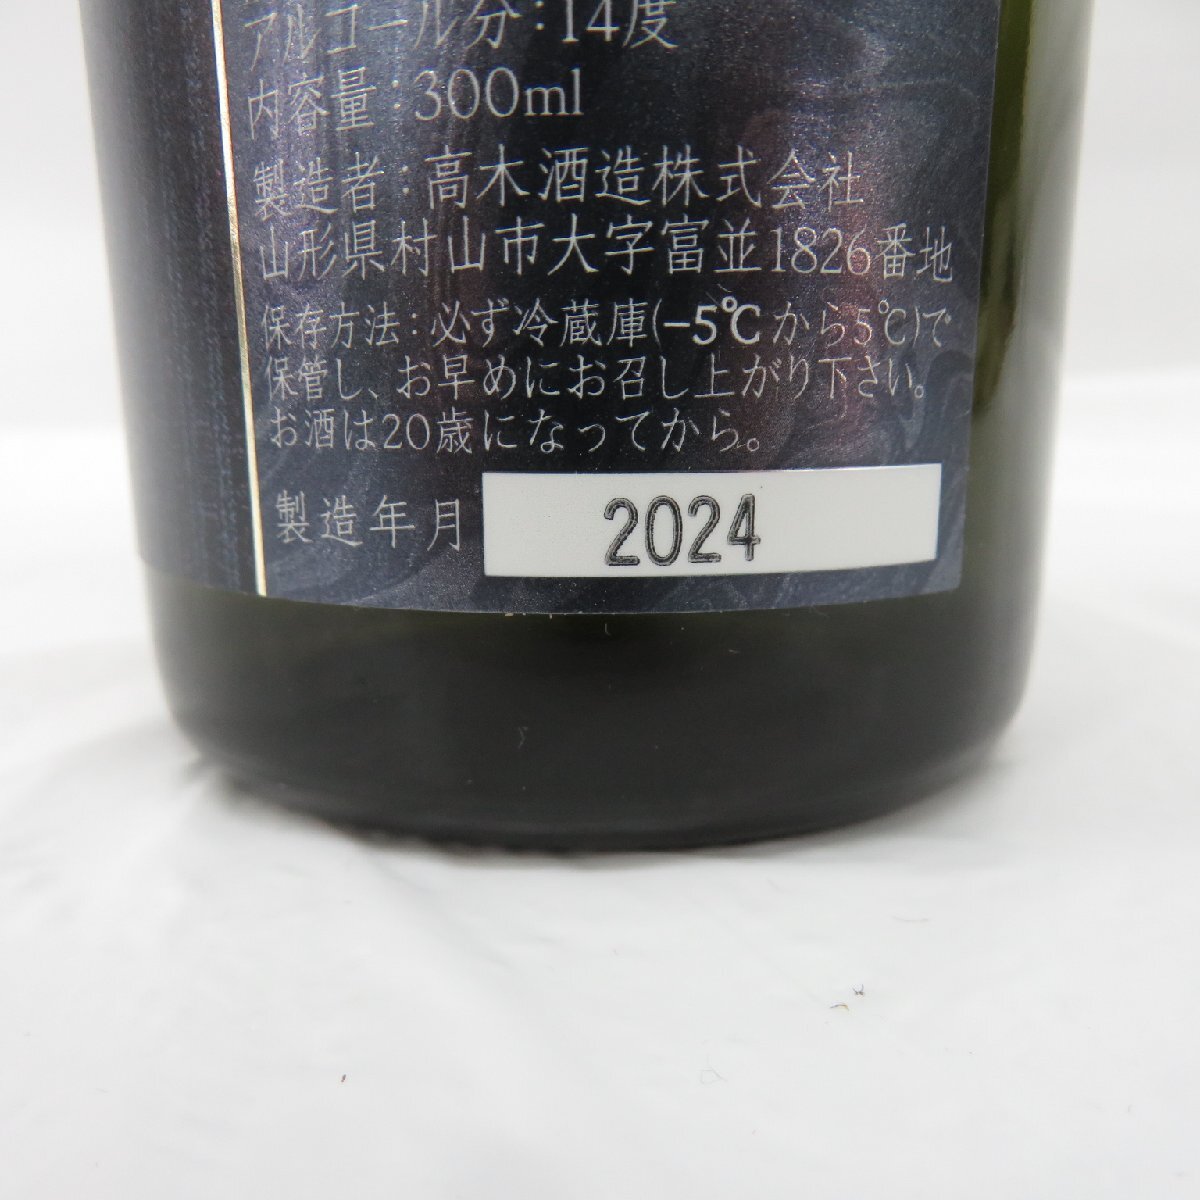 アルコール分：14度
内容量：300ml
製造者：高木酒造株式会社
山形県村山市大字富並1826番地
保存方法：必ず冷蔵庫(−5℃から5℃)で
保管し、お早めにお召し上がり下さい。
お酒は20歳になってから。
製造年月 2024